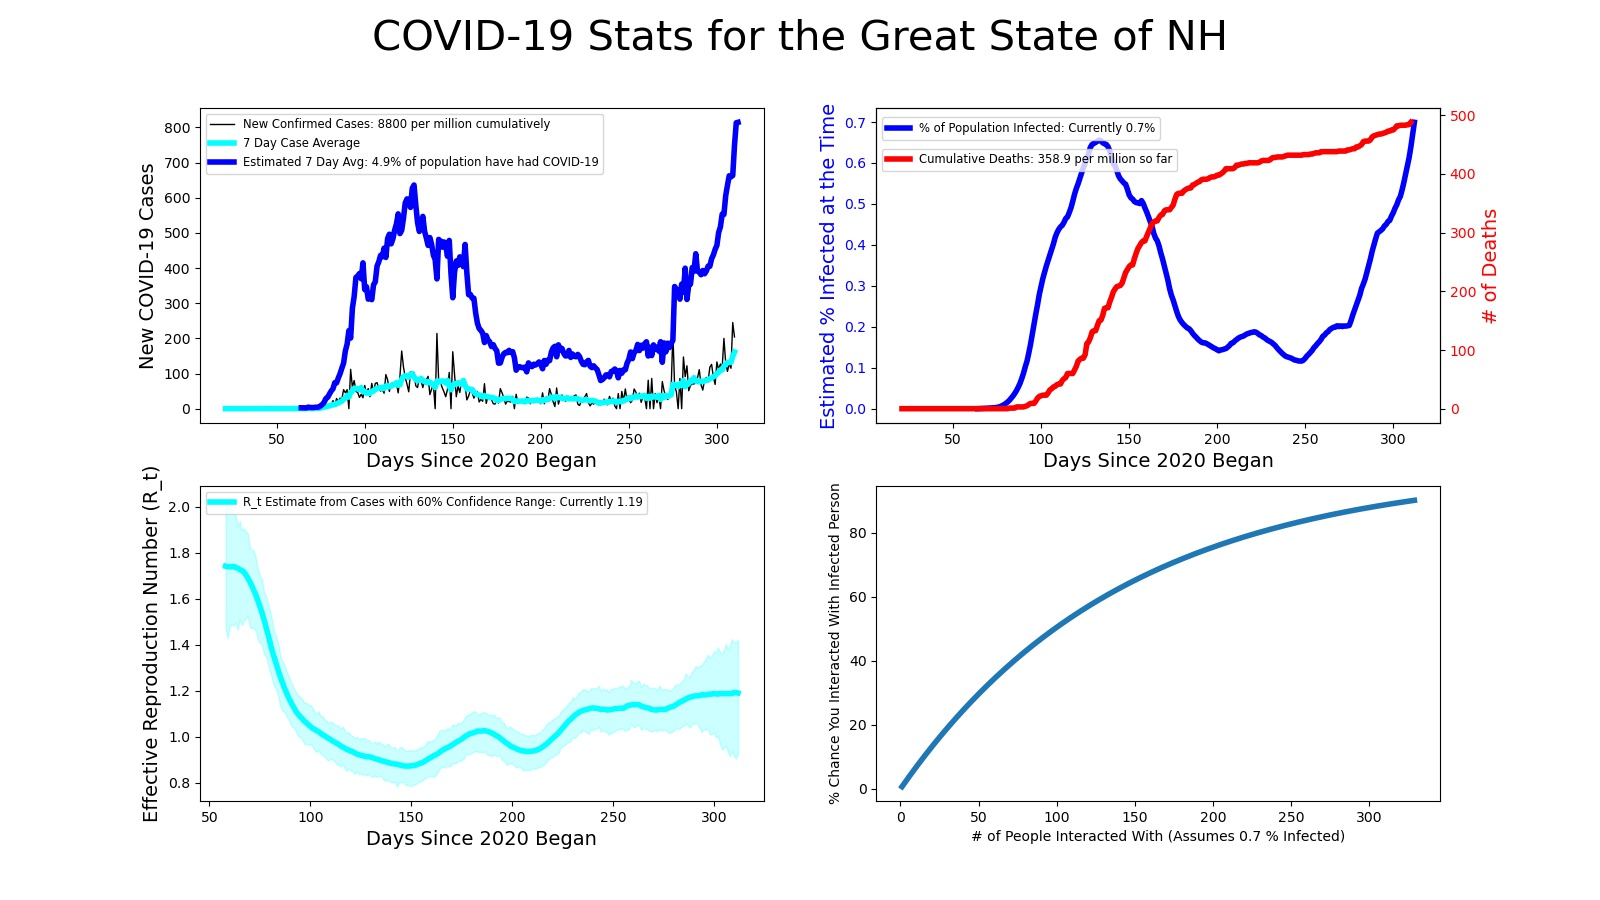 COVID-19 Stats for the Great State of NH
New COVID-19 Cases
800
700
600
500
400
300
200
100
0
New Confirmed Cases: 8800 per million cumulatively
7 Day Case Average
Estimated 7 Day Avg: 4.9% of population have had COVID-19
50 100 150 200 250 300
Days Since 2020 Began
Estimated % Infected at the Time
0.7
0.6
0.5
0.4
0.3
0.2
0.1
0.0
% of Population Infected: Currently 0.7%
Cumulative Deaths: 358.9 per million so far
500
400
300
200
100
0
# of Deaths
50 100 150 200 250 300
Days Since 2020 Began
Effective Reproduction Number (R_t)
2.0
1.8
1.6
1.4
1.2
1.0
0.8
R_t Estimate from Cases with 60% Confidence Range: Currently 1.19
50 100 150 200 250 300
Days Since 2020 Began
% Chance You Interacted With Infected Person
80
60
40
20
0
0 50 100 150 200 250 300
# of People Interacted With (Assumes 0.7 % Infected)